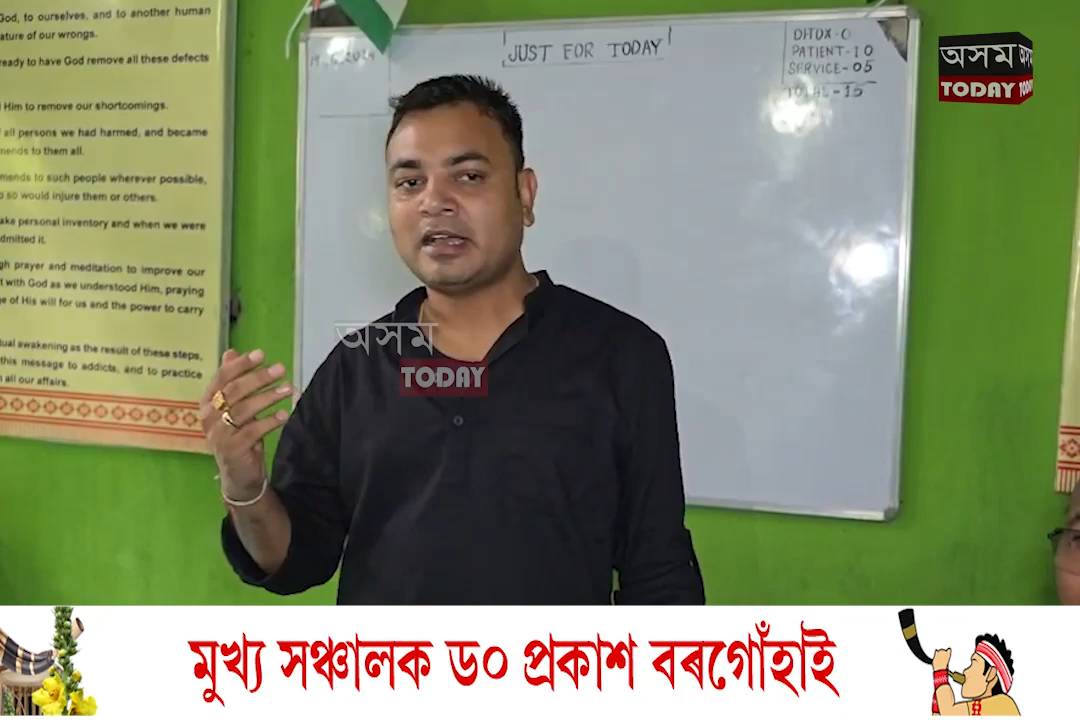 God, to ourselves, and to another human
ature of our wrongs.
ready to have God remove all these defects
Him to remove our shortcomings.
all persons we had harmed, and became
mends to them all.
mends to such people wherever possible,
so would injure them or others.
ake personal inventory and when we were
dmitted it.
gh prayer and meditation to improve our
t with God as we understood Him, praying
ge of His will for us and the power to carry
tual awakening as the result of these steps,
this message to addicts, and to practice
all our affairs.
2024
JUST FOR TODAY
DITOX-0
PATIENT-10
SERVICE-05
TOTAL-15
অসম
TODAY
অসম
TODAY
মুখ্য সঞ্চালক ড০ প্ৰকাশ বৰগোঁহাই